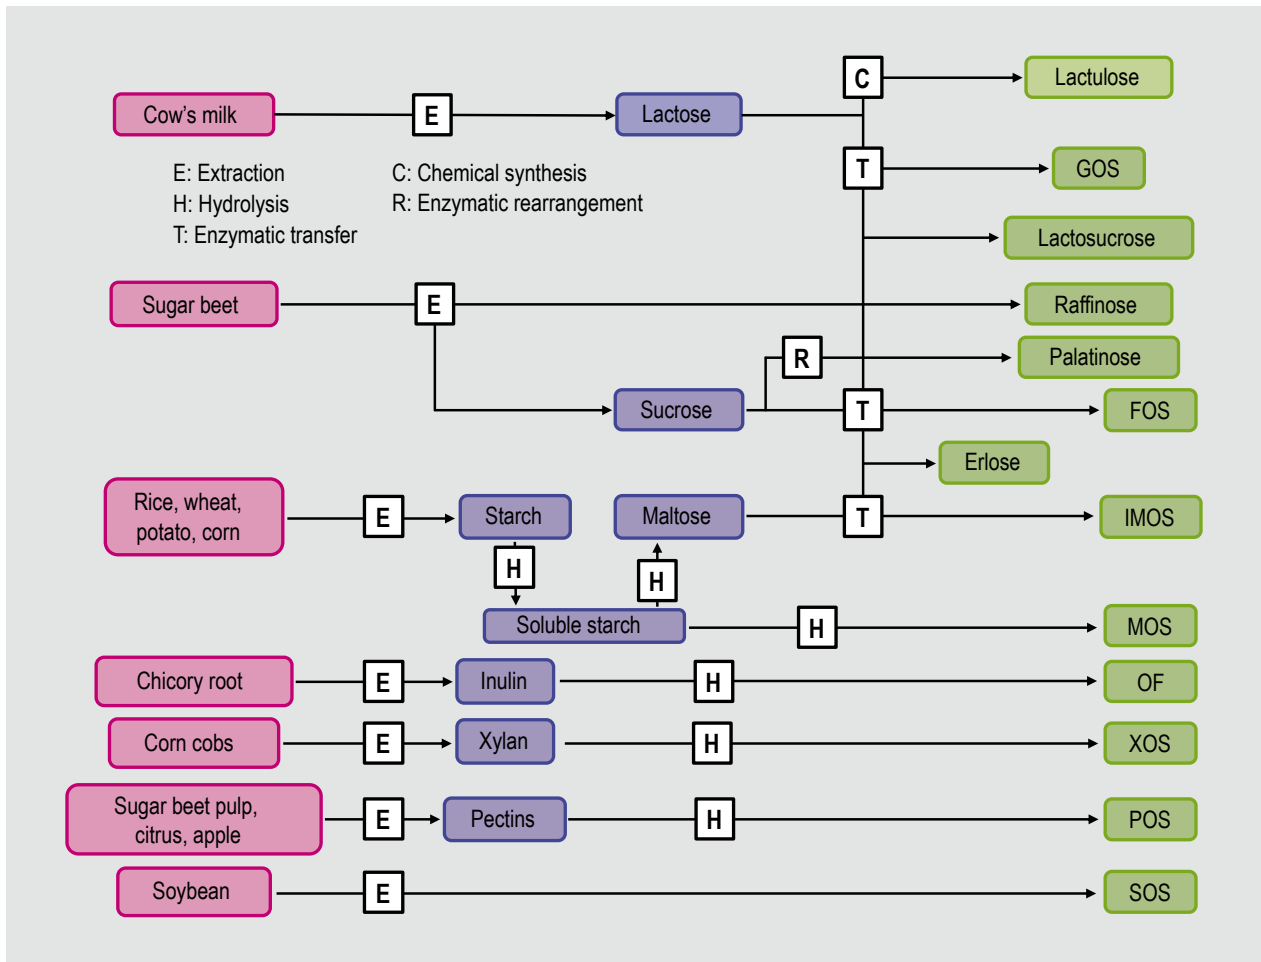 C
Lactulose
Cow's milk
E
Lactose
T
GOS
E: Extraction
C: Chemical synthesis
H: Hydrolysis
R: Enzymatic rearrangement
T: Enzymatic transfer
Lactosucrose
Sugar beet
E
Raffinose
R
Palatinose
Sucrose
T
FOS
Erlose
Rice, wheat,
potato, corn
E
Starch
Maltose
T
IMOS
H
H
Soluble starch
H
MOS
Chicory root
E
Inulin
H
OF
Corn cobs
E
Xylan
H
XOS
Sugar beet pulp,
citrus, apple
E
Pectins
H
POS
Soybean
E
SOS